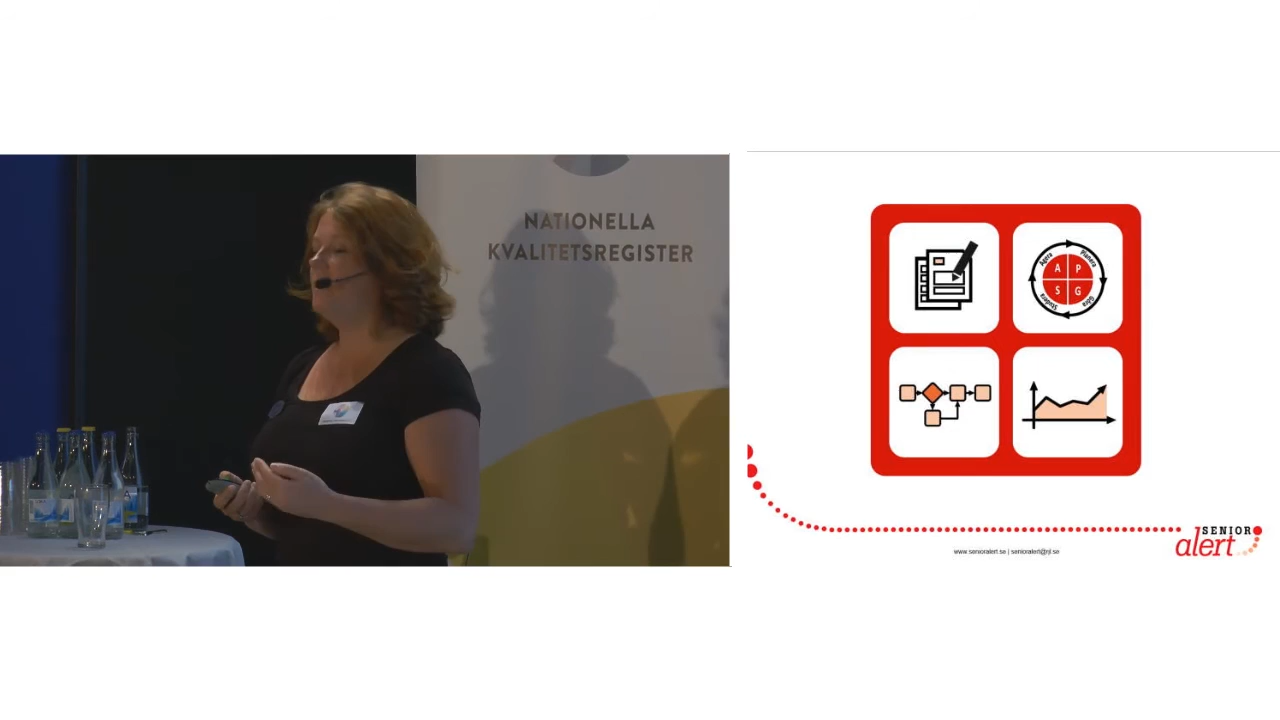 NATIONELLA
KVALITETSREGISTER
Agera
Planera
A P
S G
Studera
Göra
SENIOR
alert
www.senioralert.se | senioralert@rjl.se